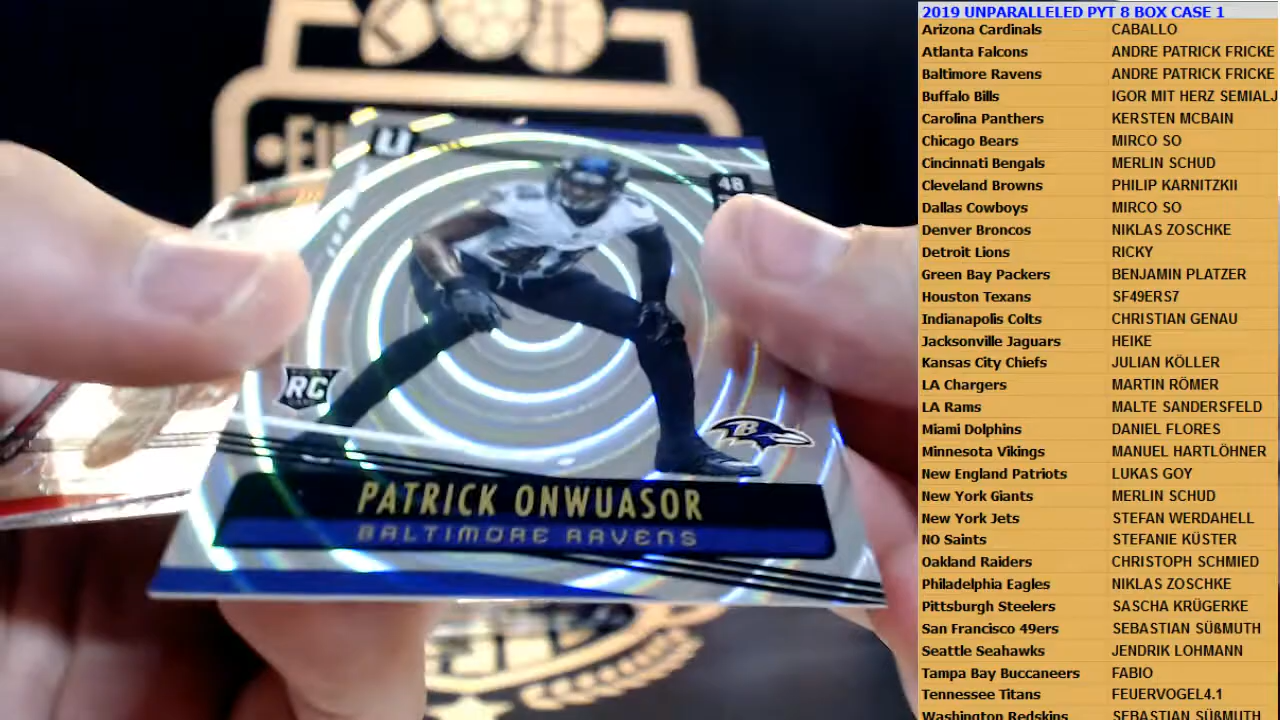 U
48
RC
PATRICK ONWUASOR
BALTIMORE RAVENS
B
2019 UNPARALLELED PYT 8 BOX CASE 1
Arizona Cardinals CABALLO
Atlanta Falcons ANDRE PATRICK FRICKE
Baltimore Ravens ANDRE PATRICK FRICKE
Buffalo Bills IGOR MIT HERZ SEMIALJ
Carolina Panthers KERSTEN MCBAIN
Chicago Bears MIRCO SO
Cincinnati Bengals MERLIN SCHUD
Cleveland Browns PHILIP KARNITZKII
Dallas Cowboys MIRCO SO
Denver Broncos NIKLAS ZOSCHKE
Detroit Lions RICKY
Green Bay Packers BENJAMIN PLATZER
Houston Texans SF49ERS7
Indianapolis Colts CHRISTIAN GENAU
Jacksonville Jaguars HEIKE
Kansas City Chiefs JULIAN KÖLLER
LA Chargers MARTIN RÖMER
LA Rams MALTE SANDERSFELD
Miami Dolphins DANIEL FLORES
Minnesota Vikings MANUEL HARTLÖHNER
New England Patriots LUKAS GOY
New York Giants MERLIN SCHUD
New York Jets STEFAN WERDAHELL
NO Saints STEFANIE KÜSTER
Oakland Raiders CHRISTOPH SCHMIED
Philadelphia Eagles NIKLAS ZOSCHKE
Pittsburgh Steelers SASCHA KRÜGERKE
San Francisco 49ers SEBASTIAN SÜßMUTH
Seattle Seahawks JENDRIK LOHMANN
Tampa Bay Buccaneers FABIO
Tennessee Titans FEUERVOGEL4.1
Washington Redskins SEBASTIAN SÜßMUTH